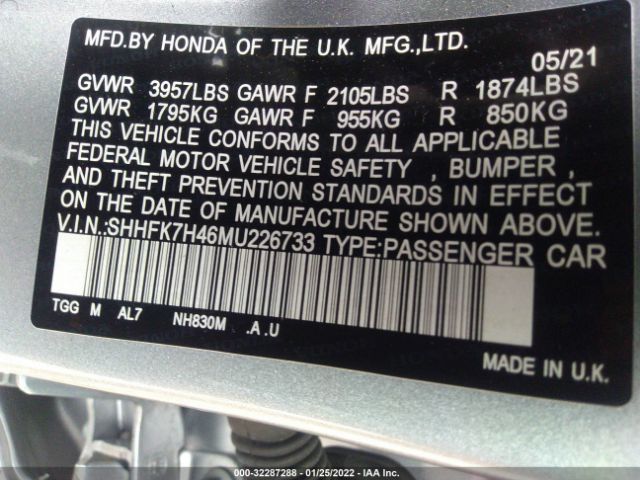 MFD.BY HONDA OF THE U.K. MFG.,LTD.
05/21
GVWR 3957LBS GAWR F 2105LBS R 1874LBS
GVWR 1795KG GAWR F 955KG R 850KG
THIS VEHICLE CONFORMS TO ALL APPLICABLE
FEDERAL MOTOR VEHICLE SAFETY , BUMPER ,
AND THEFT PREVENTION STANDARDS IN EFFECT
ON THE DATE OF MANUFACTURE SHOWN ABOVE.
V.I.N.:SHHFK7H46MU226733 TYPE:PASSENGER CAR
TGG M AL7 NH830M .A .U
MADE IN U.K.
000-32287288 - 01/25/2022 - IAA Inc.